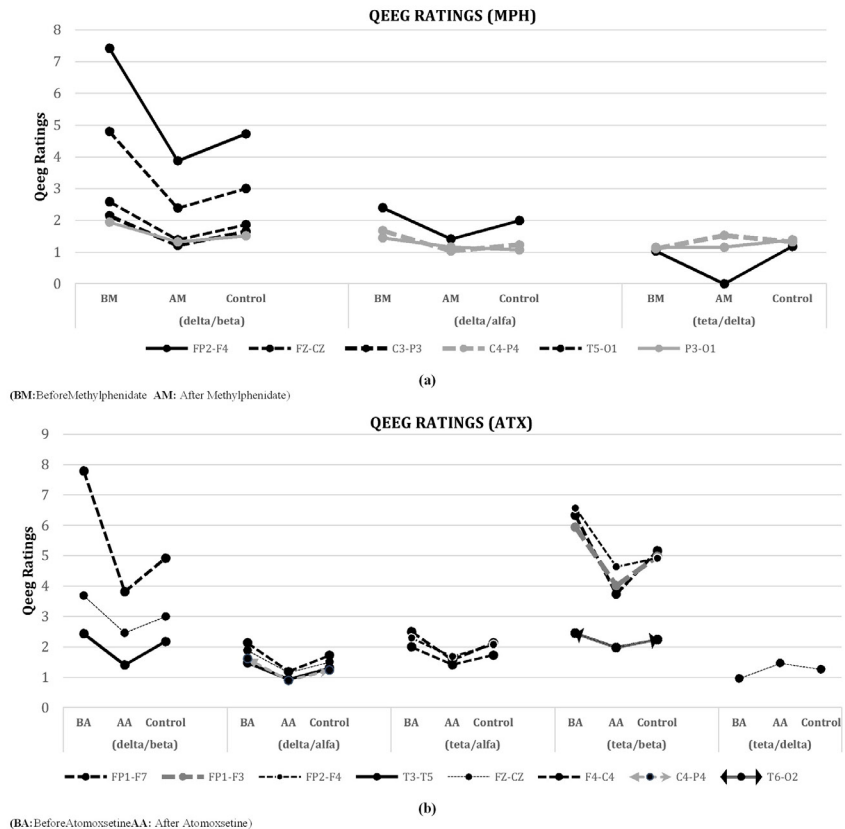 QEEG RATINGS (MPH)
8
7
6
5
4
3
2
1
0
Qeeg Ratings
BM AM Control BM AM Control BM AM Control
(delta/beta) (delta/alfa) (teta/delta)
FP2-F4 FZ-CZ C3-P3 C4-P4 T5-O1 P3-O1
(a)
(BM:BeforeMethylphenidate AM: After Methylphenidate)
QEEG RATINGS (ATX)
9
8
7
6
5
4
3
2
1
0
Qeeg Ratings
BA AA Control BA AA Control BA AA Control BA AA Control BA AA Control
(delta/beta) (delta/alfa) (teta/alfa) (teta/beta) (teta/delta)
FP1-F7 FP1-F3 FP2-F4 T3-T5 FZ-CZ F4-C4 C4-P4 T6-O2
(b)
(BA:BeforeAtomoxsetineAA: After Atomoxsetine)